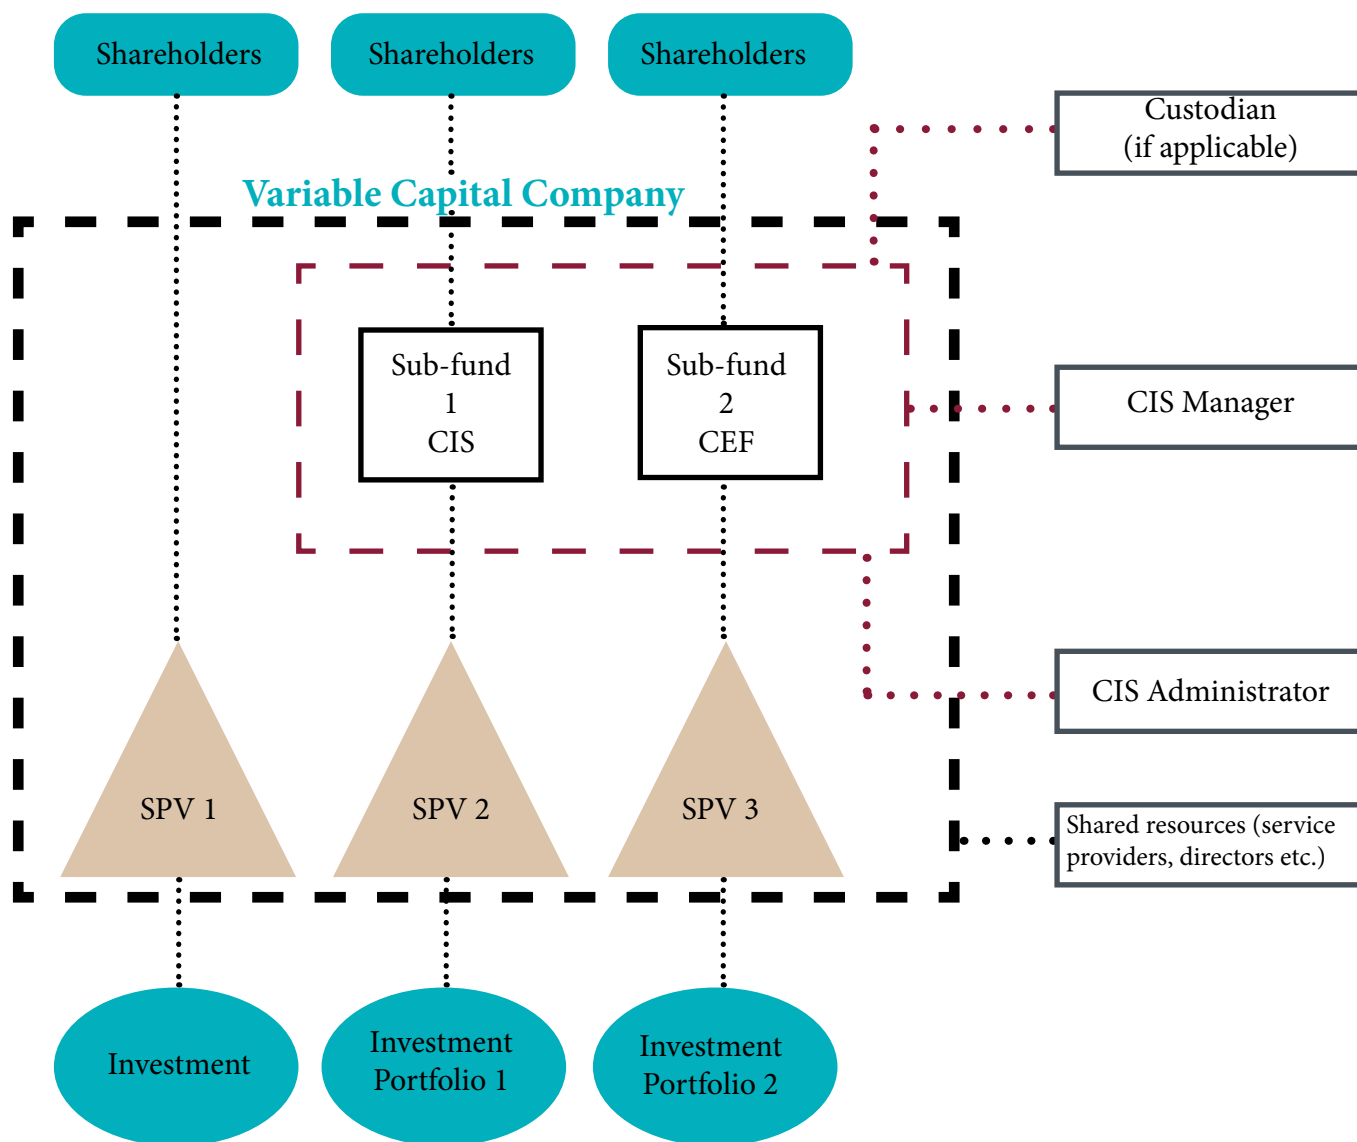 Shareholders
Shareholders
Shareholders
Custodian
(if applicable)
Variable Capital Company
Sub-fund
1
CIS
Sub-fund
2
CEF
CIS Manager
CIS Administrator
SPV 1
SPV 2
SPV 3
Shared resources (service
providers, directors etc.)
Investment
Investment
Portfolio 1
Investment
Portfolio 2